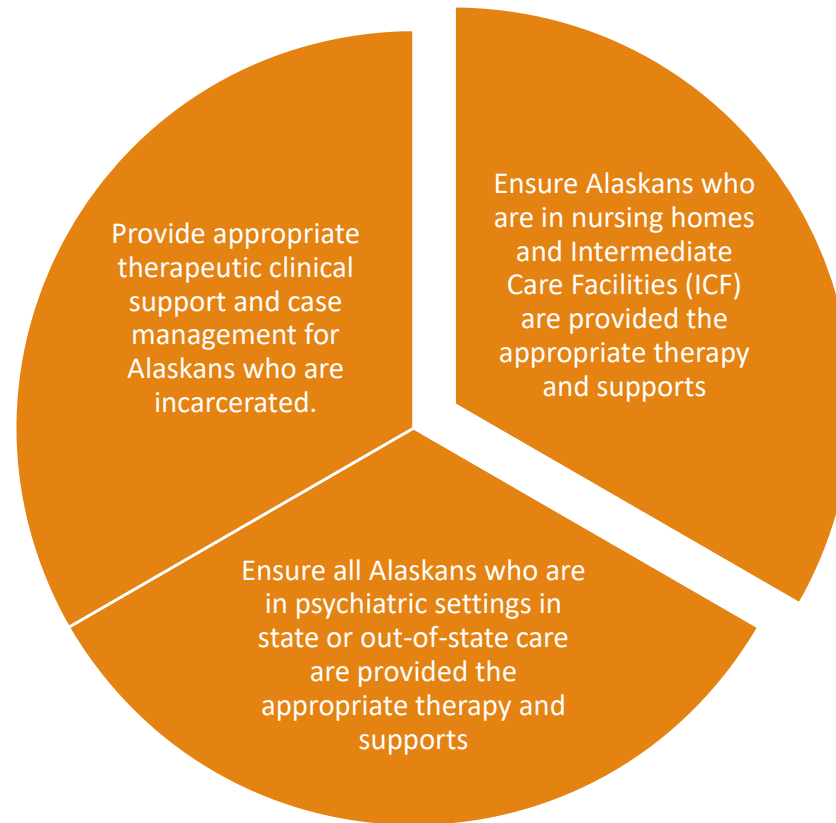 Provide appropriate
therapeutic clinical
support and case
management for
Alaskans who are
incarcerated.
Ensure Alaskans who
are in nursing homes
and Intermediate
Care Facilities (ICF)
are provided the
appropriate therapy
and supports
Ensure all Alaskans who are
in psychiatric settings in
state or out-of-state care
are provided the
appropriate therapy and
supports